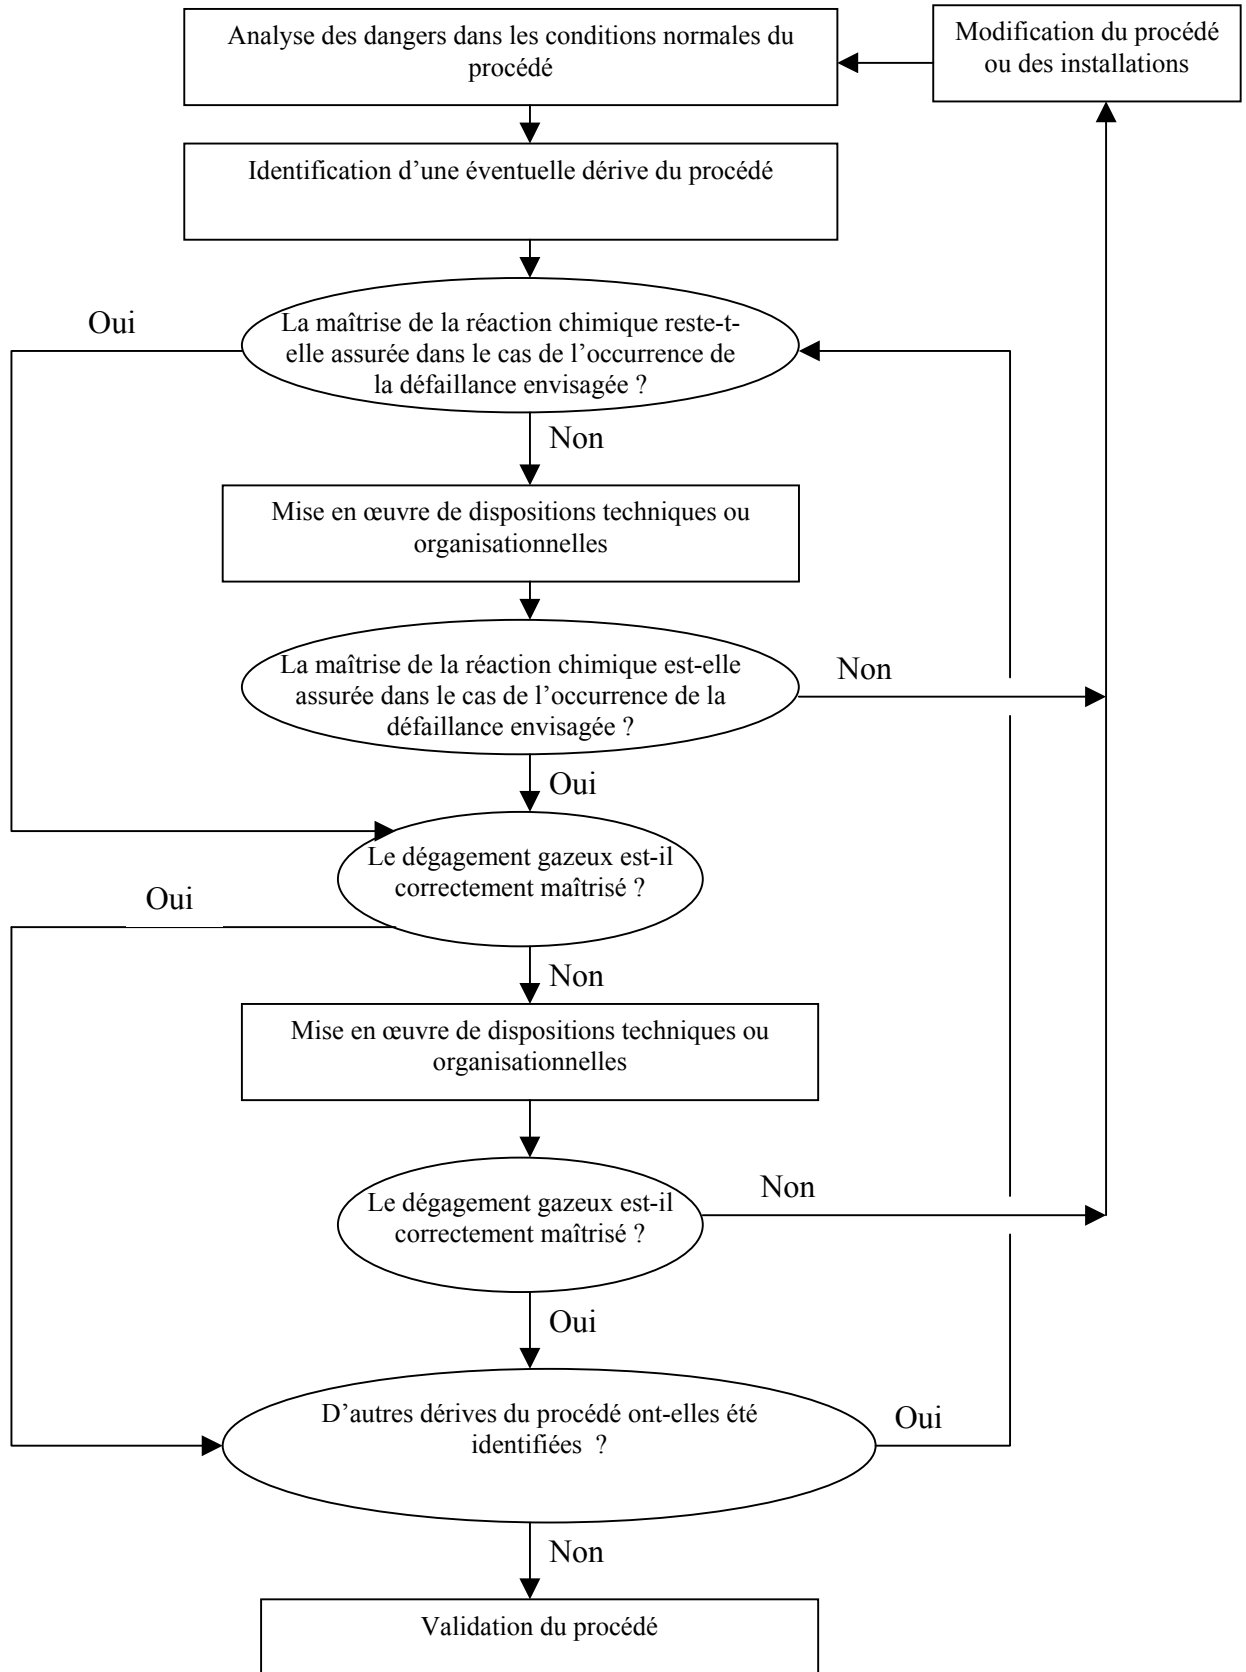 Analyse des dangers dans les conditions normales du
procédé
Modification du procédé
ou des installations
Identification d’une éventuelle dérive du procédé
Oui
La maîtrise de la réaction chimique reste-t-
elle assurée dans le cas de l’occurrence de
la défaillance envisagée ?
Non
Mise en œuvre de dispositions techniques ou
organisationnelles
La maîtrise de la réaction chimique est-elle
assurée dans le cas de l’occurrence de la
défaillance envisagée ?
Non
Oui
Le dégagement gazeux est-il
correctement maîtrisé ?
Oui
Non
Mise en œuvre de dispositions techniques ou
organisationnelles
Le dégagement gazeux est-il
correctement maîtrisé ?
Non
Oui
D’autres dérives du procédé ont-elles été
identifiées ?
Oui
Non
Validation du procédé